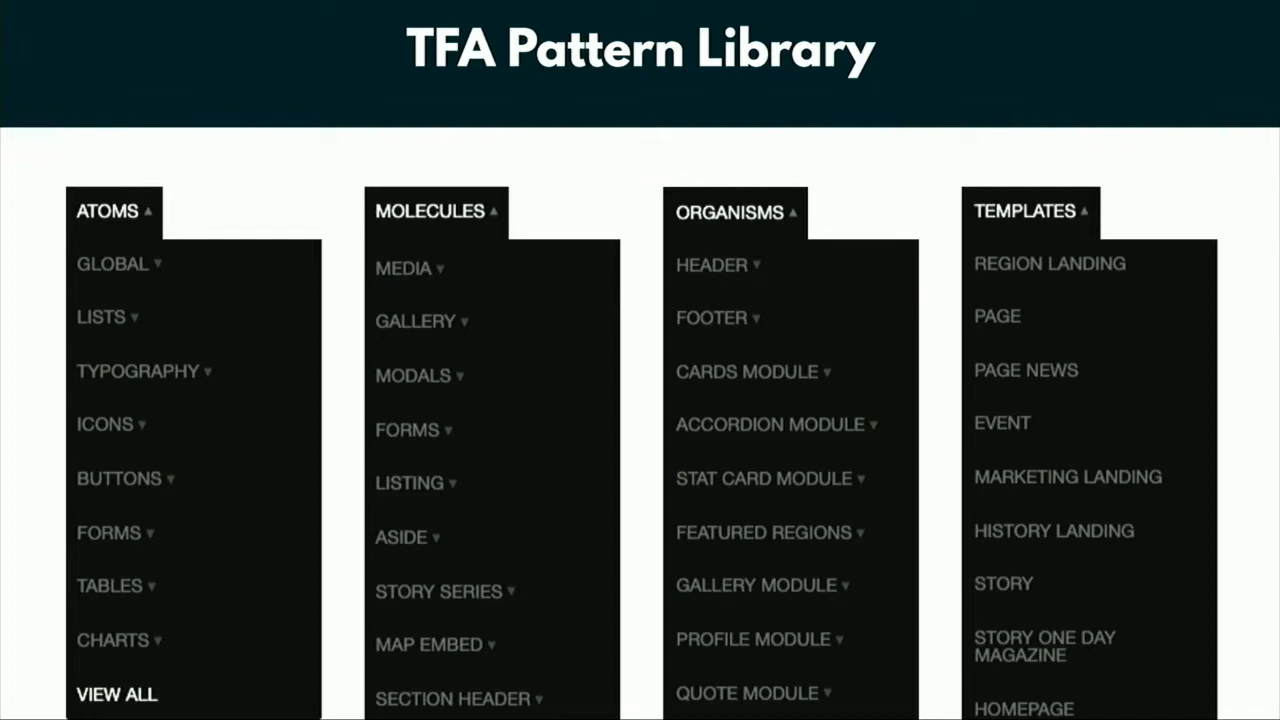 TFA Pattern Library
ATOMS ▲
GLOBAL ▼
LISTS ▼
TYPOGRAPHY ▼
ICONS ▼
BUTTONS ▼
FORMS ▼
TABLES ▼
CHARTS ▼
VIEW ALL
MOLECULES ▲
MEDIA ▼
GALLERY ▼
MODALS ▼
FORMS ▼
LISTING ▼
ASIDE ▼
STORY SERIES ▼
MAP EMBED ▼
SECTION HEADER ▼
ORGANISMS ▲
HEADER ▼
FOOTER ▼
CARDS MODULE ▼
ACCORDION MODULE ▼
STAT CARD MODULE ▼
FEATURED REGIONS ▼
GALLERY MODULE ▼
PROFILE MODULE ▼
QUOTE MODULE ▼
TEMPLATES ▲
REGION LANDING
PAGE
PAGE NEWS
EVENT
MARKETING LANDING
HISTORY LANDING
STORY
STORY ONE DAY
MAGAZINE
HOMEPAGE